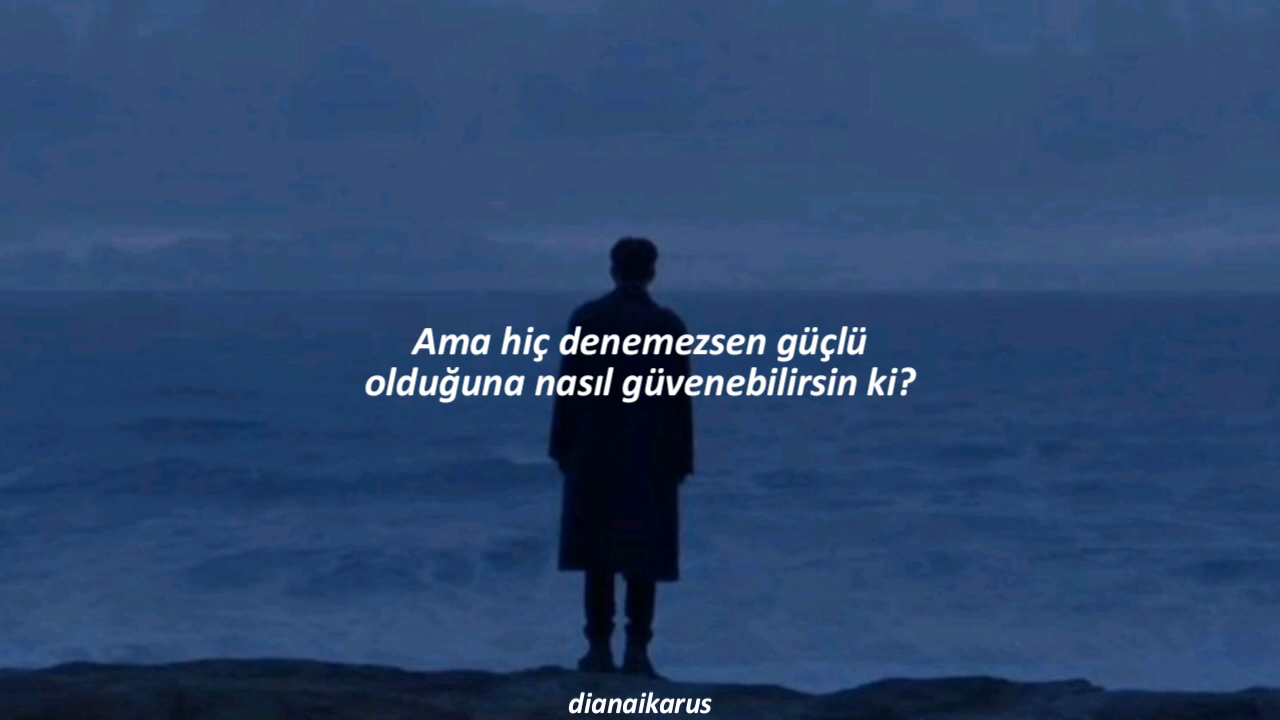 Ama hiç denemezsen güçlü
olduğuna nasıl güvenebilirsin ki?
dianaikarus